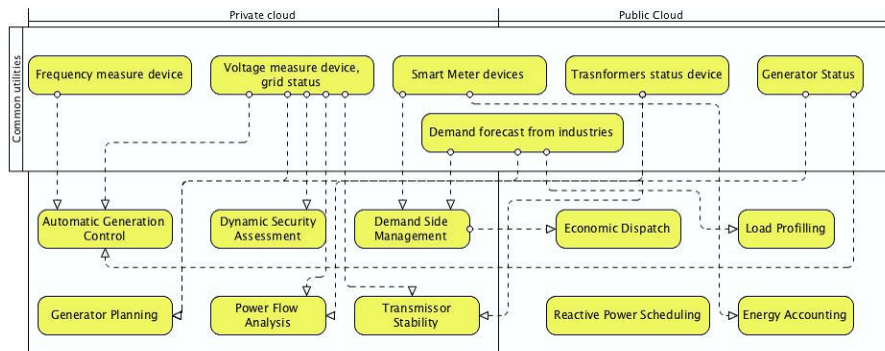 Private cloud
Public Cloud
Common utilities
Frequency measure device
Voltage measure device,
grid status
Smart Meter devices
Trasnformers status device
Generator Status
Demand forecast from industries
Automatic Generation
Control
Dynamic Security
Assessment
Demand Side
Management
Economic Dispatch
Load Profilling
Generator Planning
Power Flow
Analysis
Transmissor
Stability
Reactive Power Scheduling
Energy Accounting